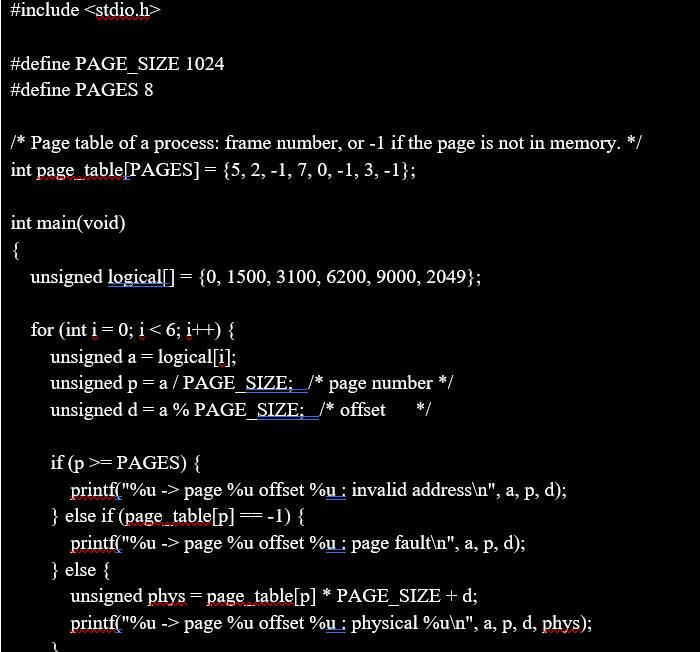 #include <stdio.h>
#define PAGE_SIZE 1024
#define PAGES 8
/* Page table of a process: frame number, or -1 if the page is not in memory. */
int page_table[PAGES] = {5, 2, -1, 7, 0, -1, 3, -1};
int main(void)
{
unsigned logical[] = {0, 1500, 3100, 6200, 9000, 2049};
for (int i = 0; i < 6; i++) {
unsigned a = logical[i];
unsigned p = a / PAGE_SIZE; /* page number */
unsigned d = a % PAGE_SIZE; /* offset */
if (p >= PAGES) {
printf("%u -> page %u offset %u : invalid address\n", a, p, d);
} else if (page_table[p] == -1) {
printf("%u -> page %u offset %u : page fault\n", a, p, d);
} else {
unsigned phys = page_table[p] * PAGE_SIZE + d;
printf("%u -> page %u offset %u : physical %u\n", a, p, d, phys);
}